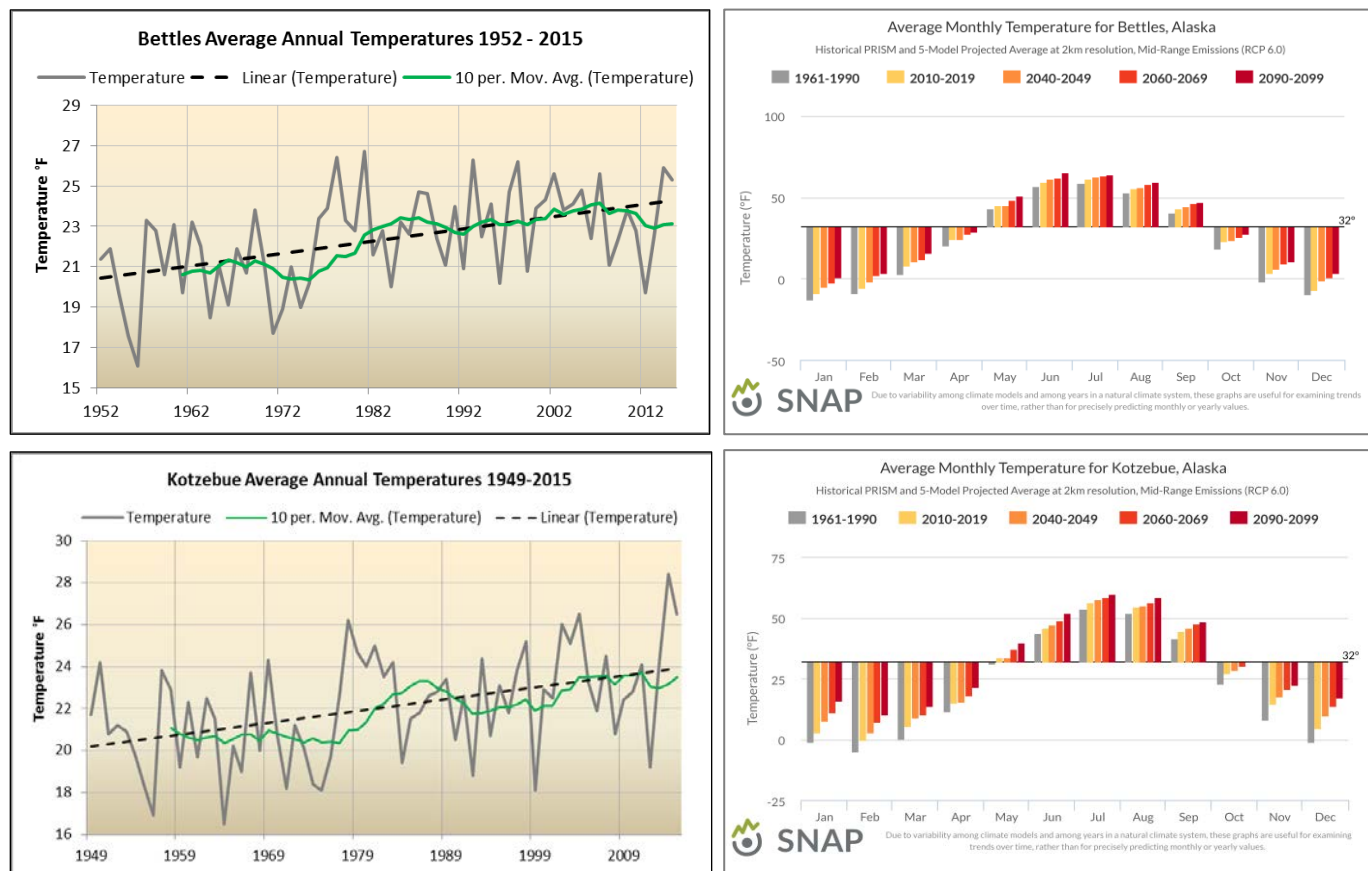 Bettles Average Annual Temperatures 1952 - 2015
Temperature Linear (Temperature) 10 per. Mov. Avg. (Temperature)
Temperature °F
29
27
25
23
21
19
17
15
1952 1962 1972 1982 1992 2002 2012
Average Monthly Temperature for Bettles, Alaska
Historical PRISM and 5-Model Projected Average at 2km resolution, Mid-Range Emissions (RCP 6.0)
1961-1990 2010-2019 2040-2049 2060-2069 2090-2099
Temperature (°F)
100
50
32°
0
-50
Jan Feb Mar Apr May Jun Jul Aug Sep Oct Nov Dec
SNAP
Due to variability among climate models and among years in a natural climate system, these graphs are useful for examining trends
over time, rather than for precisely predicting monthly or yearly values.
Kotzebue Average Annual Temperatures 1949-2015
Temperature 10 per. Mov. Avg. (Temperature) Linear (Temperature)
Temperature °F
30
28
26
24
22
20
18
16
1949 1959 1969 1979 1989 1999 2009
Average Monthly Temperature for Kotzebue, Alaska
Historical PRISM and 5-Model Projected Average at 2km resolution, Mid-Range Emissions (RCP 6.0)
1961-1990 2010-2019 2040-2049 2060-2069 2090-2099
Temperature (°F)
75
50
32°
25
0
-25
Jan Feb Mar Apr May Jun Jul Aug Sep Oct Nov Dec
SNAP
Due to variability among climate models and among years in a natural climate system, these graphs are useful for examining
trends over time, rather than for precisely predicting monthly or yearly values.